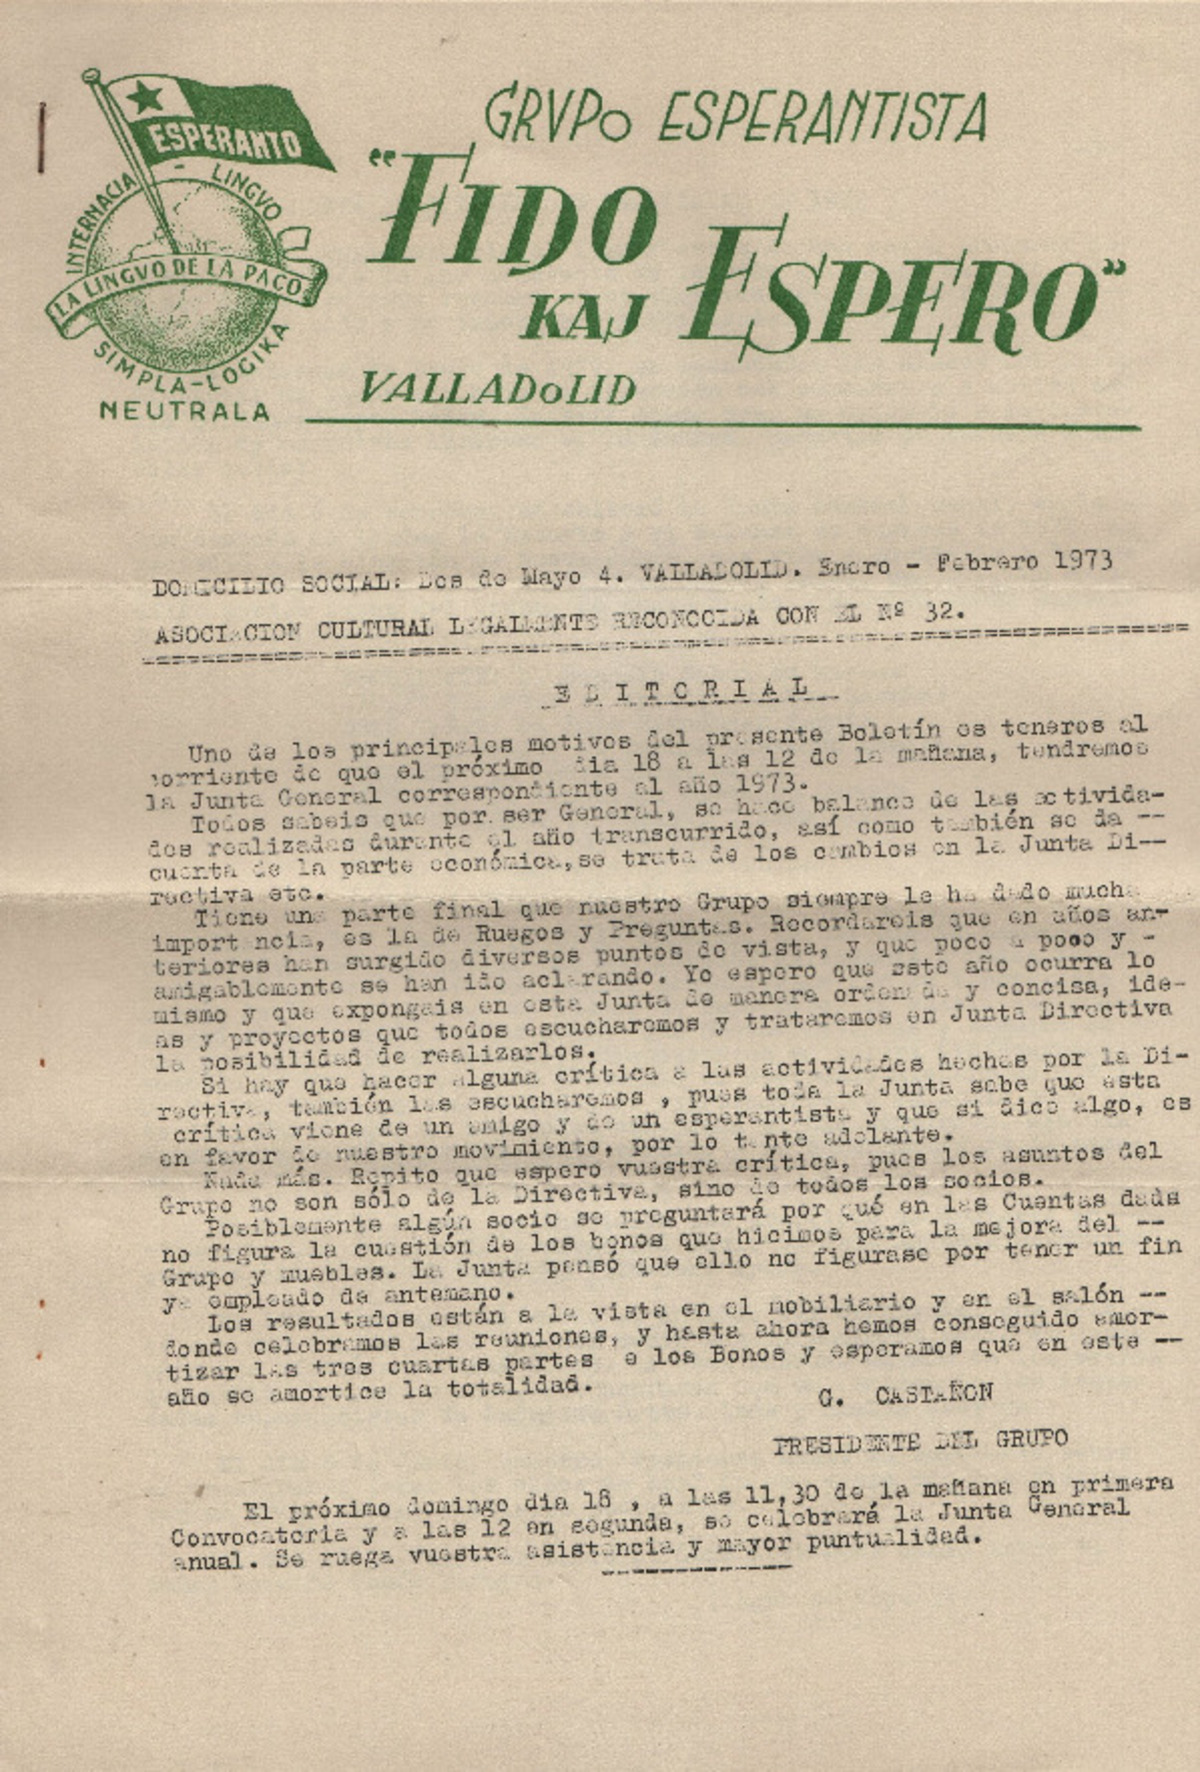 GRVPo ESPERANTISTA
"FIDO
KAJ ESPERO"
VALLADoLID
ESPERANTO
INTERNACIA - LINGVO
LA LINGVO DE LA PACO
SIMPLA-LOGIKA
NEUTRALA
DOMICILIO SOCIAL: Dos de Mayo 4. VALLADOLID. Enero - Febrero 1973
ASOCIACION CULTURAL LEGALMENTE RECONOCIDA CON EL Nº 32.
E D I T O R I A L
Uno de los principales motivos del presente Boletín es teneros al
corriente de que el próximo dia 18 a las 12 de la mañana, tendremos
la Junta General correspondiente al año 1973.
Todos sabeis que por ser General, se hace balance de las activida-
des realizadas durante el año transcurrido, así como también se da --
cuenta de la parte económica, se trata de los cambios en la Junta Di--
rectiva etc.
Tiene una parte final que nuestro Grupo siempre le ha dado mucha
importancia, es la de Ruegos y Preguntas. Recordareis que en años an-
teriores han surgido diversos puntos de vista, y que poco a poco y -
amigablemente se han ido aclarando. Yo espero que este año ocurra lo
mismo y que expongais en esta Junta de manera ordenada y concisa, ide-
as y proyectos que todos escucharemos y trataremos en Junta Directiva
la posibilidad de realizarlos.
Si hay que hacer alguna crítica a las actividades hechas por la Di-
rectiva, también las escucharemos , pues toda la Junta sabe que esta
crítica viene de un amigo y de un esperantista y que si dice algo, es
en favor de nuestro movimiento, por lo tanto adelante.
Nada más. Repito que espero vuestra crítica, pues los asuntos del
Grupo no son sólo de la Directiva, sino de todos los socios.
Posiblemente algún socio se preguntará por qué en las Cuentas dada
no figura la cuestión de los bonos que hicimos para la mejora del --
Grupo y muebles. La Junta pensó que ello no figurase por tener un fin
ya empleado de antemano.
Los resultados están a la vista en el mobiliario y en el salón --
donde celebramos las reuniones, y hasta ahora hemos conseguido amor-
tizar las tres cuartas partes e los Bonos y esperamos que en este --
año se amortice la totalidad.
G. CASTAÑON
PRESIDENTE DEL GRUPO
El próximo domingo dia 18 , a las 11,30 de la mañana en primera
Convocatoria y a las 12 en segunda, se celebrará la Junta General
anual. Se ruega vuestra asistencia y mayor puntualidad.